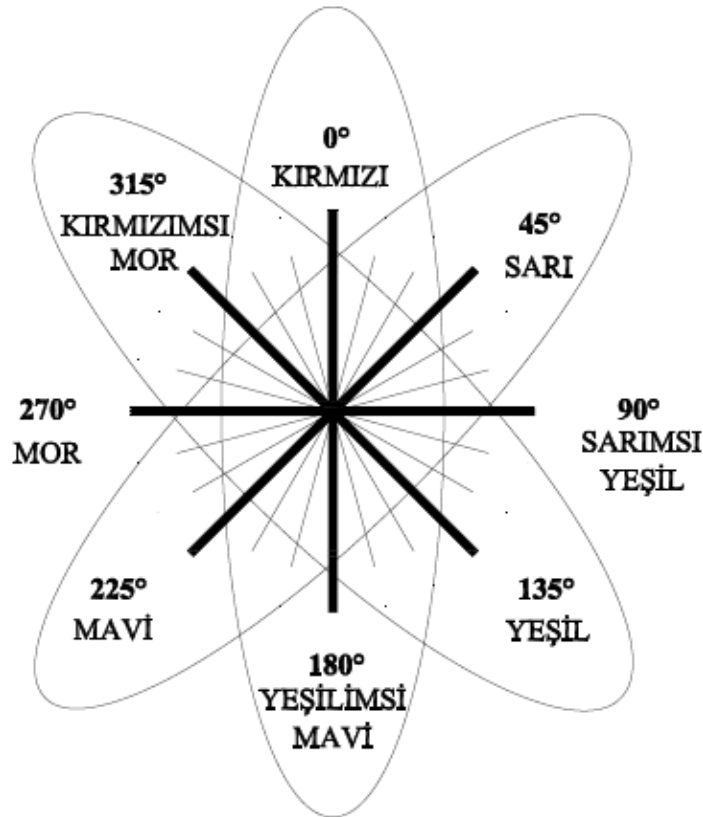 0°
KIRMIZI
315°
KIRMIZIMSI
MOR
45°
SARI
270°
MOR
90°
SARIMSI
YEŞİL
225°
MAVİ
135°
YEŞİL
180°
YEŞİLİMSİ
MAVİ